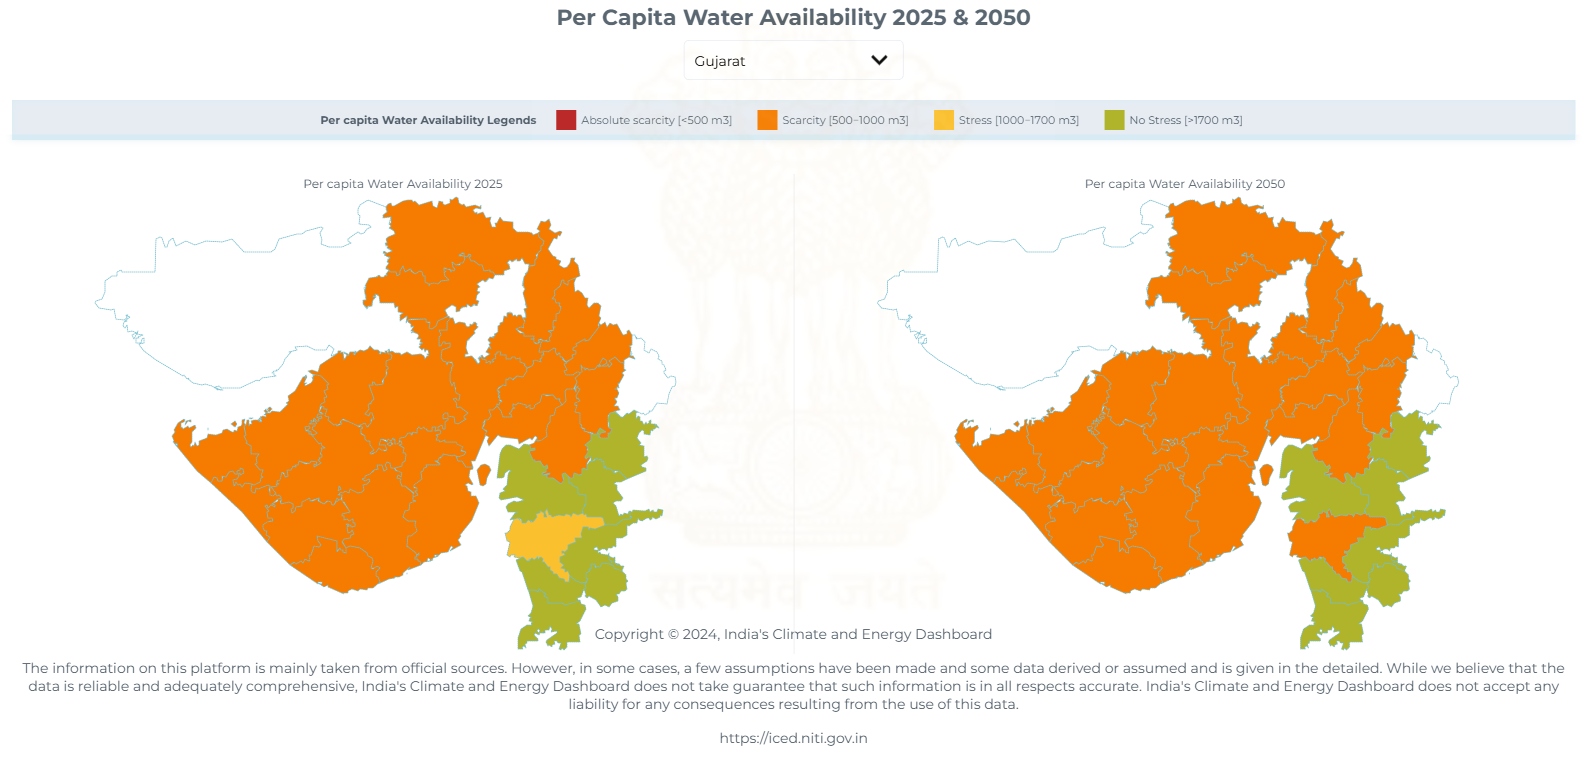 Per Capita Water Availability 2025 & 2050
Gujarat
Per capita Water Availability Legends
Absolute scarcity [<500 m3]
Scarcity [500-1000 m3]
Stress [1000-1700 m3]
No Stress [>1700 m3]
Per capita Water Availability 2025
Per capita Water Availability 2050
सत्यमेव जयते
Copyright © 2024, India's Climate and Energy Dashboard
The information on this platform is mainly taken from official sources. However, in some cases, a few assumptions have been made and some data derived or assumed and is given in the detailed. While we believe that the
data is reliable and adequately comprehensive, India's Climate and Energy Dashboard does not take guarantee that such information is in all respects accurate. India's Climate and Energy Dashboard does not accept any
liability for any consequences resulting from the use of this data.
https://iced.niti.gov.in